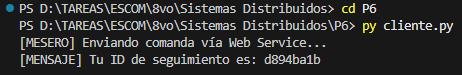 PS D:\TAREAS\ESCOM\8vo\Sistemas Distribuidos> cd P6
PS D:\TAREAS\ESCOM\8vo\Sistemas Distribuidos\P6> py cliente.py
[MESERO] Enviando comanda vía Web Service...
[MENSAJE] Tu ID de seguimiento es: d894ba1b